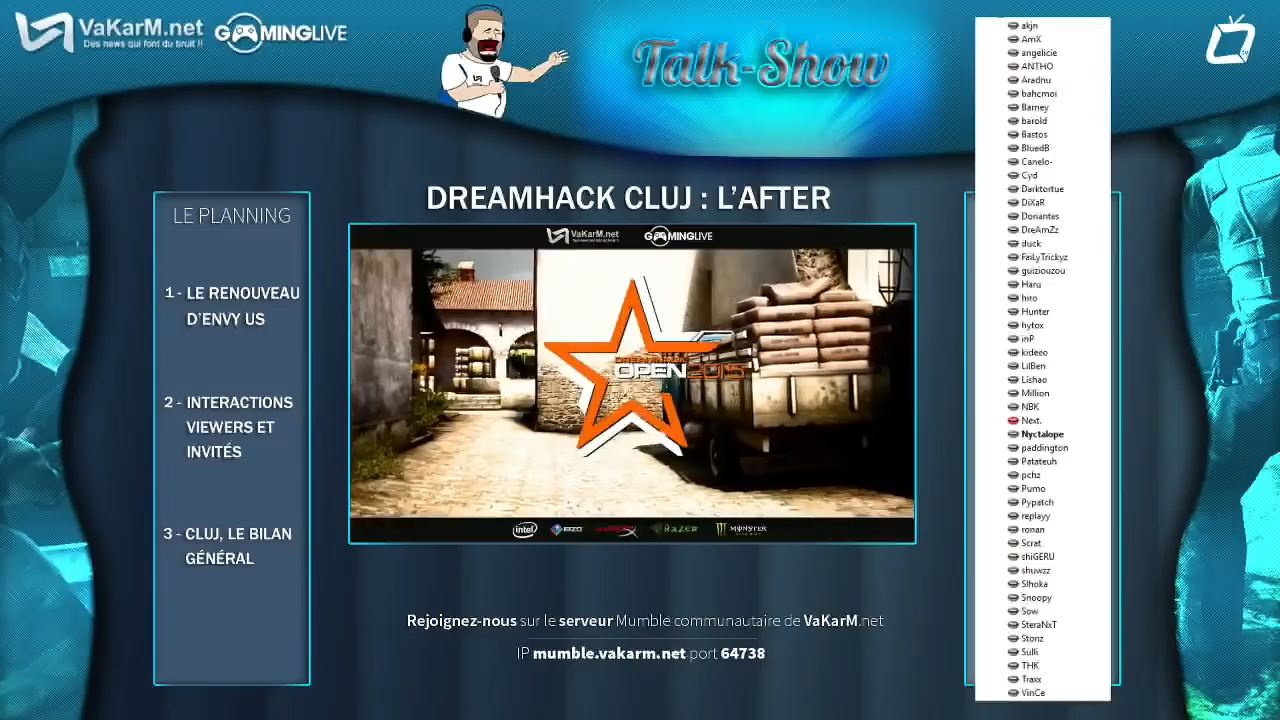 VaKarM.net
Des news qui font du bruit !!
GAMINGLIVE
Talk-Show
tv
DREAMHACK CLUJ : L'AFTER
LE PLANNING
1 - LE RENOUVEAU
D'ENVY US
2 - INTERACTIONS
VIEWERS ET
INVITÉS
3 - CLUJ, LE BILAN
GÉNÉRAL
VaKarM.net
GAMINGLIVE
OPEN 2015
intel
RAZER
MONSTER
Rejoignez-nous sur le serveur Mumble communautaire de VaKarM.net
IP mumble.vakarm.net port 64738
akjn
AmX
angelicie
ANTHO
Aradnu
bahcmoi
Barney
barold
Bastos
BluedB
Canelo-
Cyd
Darktortue
DiXaR
Doriantes
DreAmZz
duck
FaiLyTrickyz
guiziouzou
Haru
hiro
Hunter
hytox
inP
kideeo
LilBen
Lishao
Million
NBK
Next.
Nyctalope
paddington
Patateuh
pchz
Pumo
Pypatch
replayy
ronan
Scrat
shiGERU
shuwzz
Slhoka
Snoopy
Sow
SteraNxT
Stonz
Sulli
THK
Traxx
VinCe